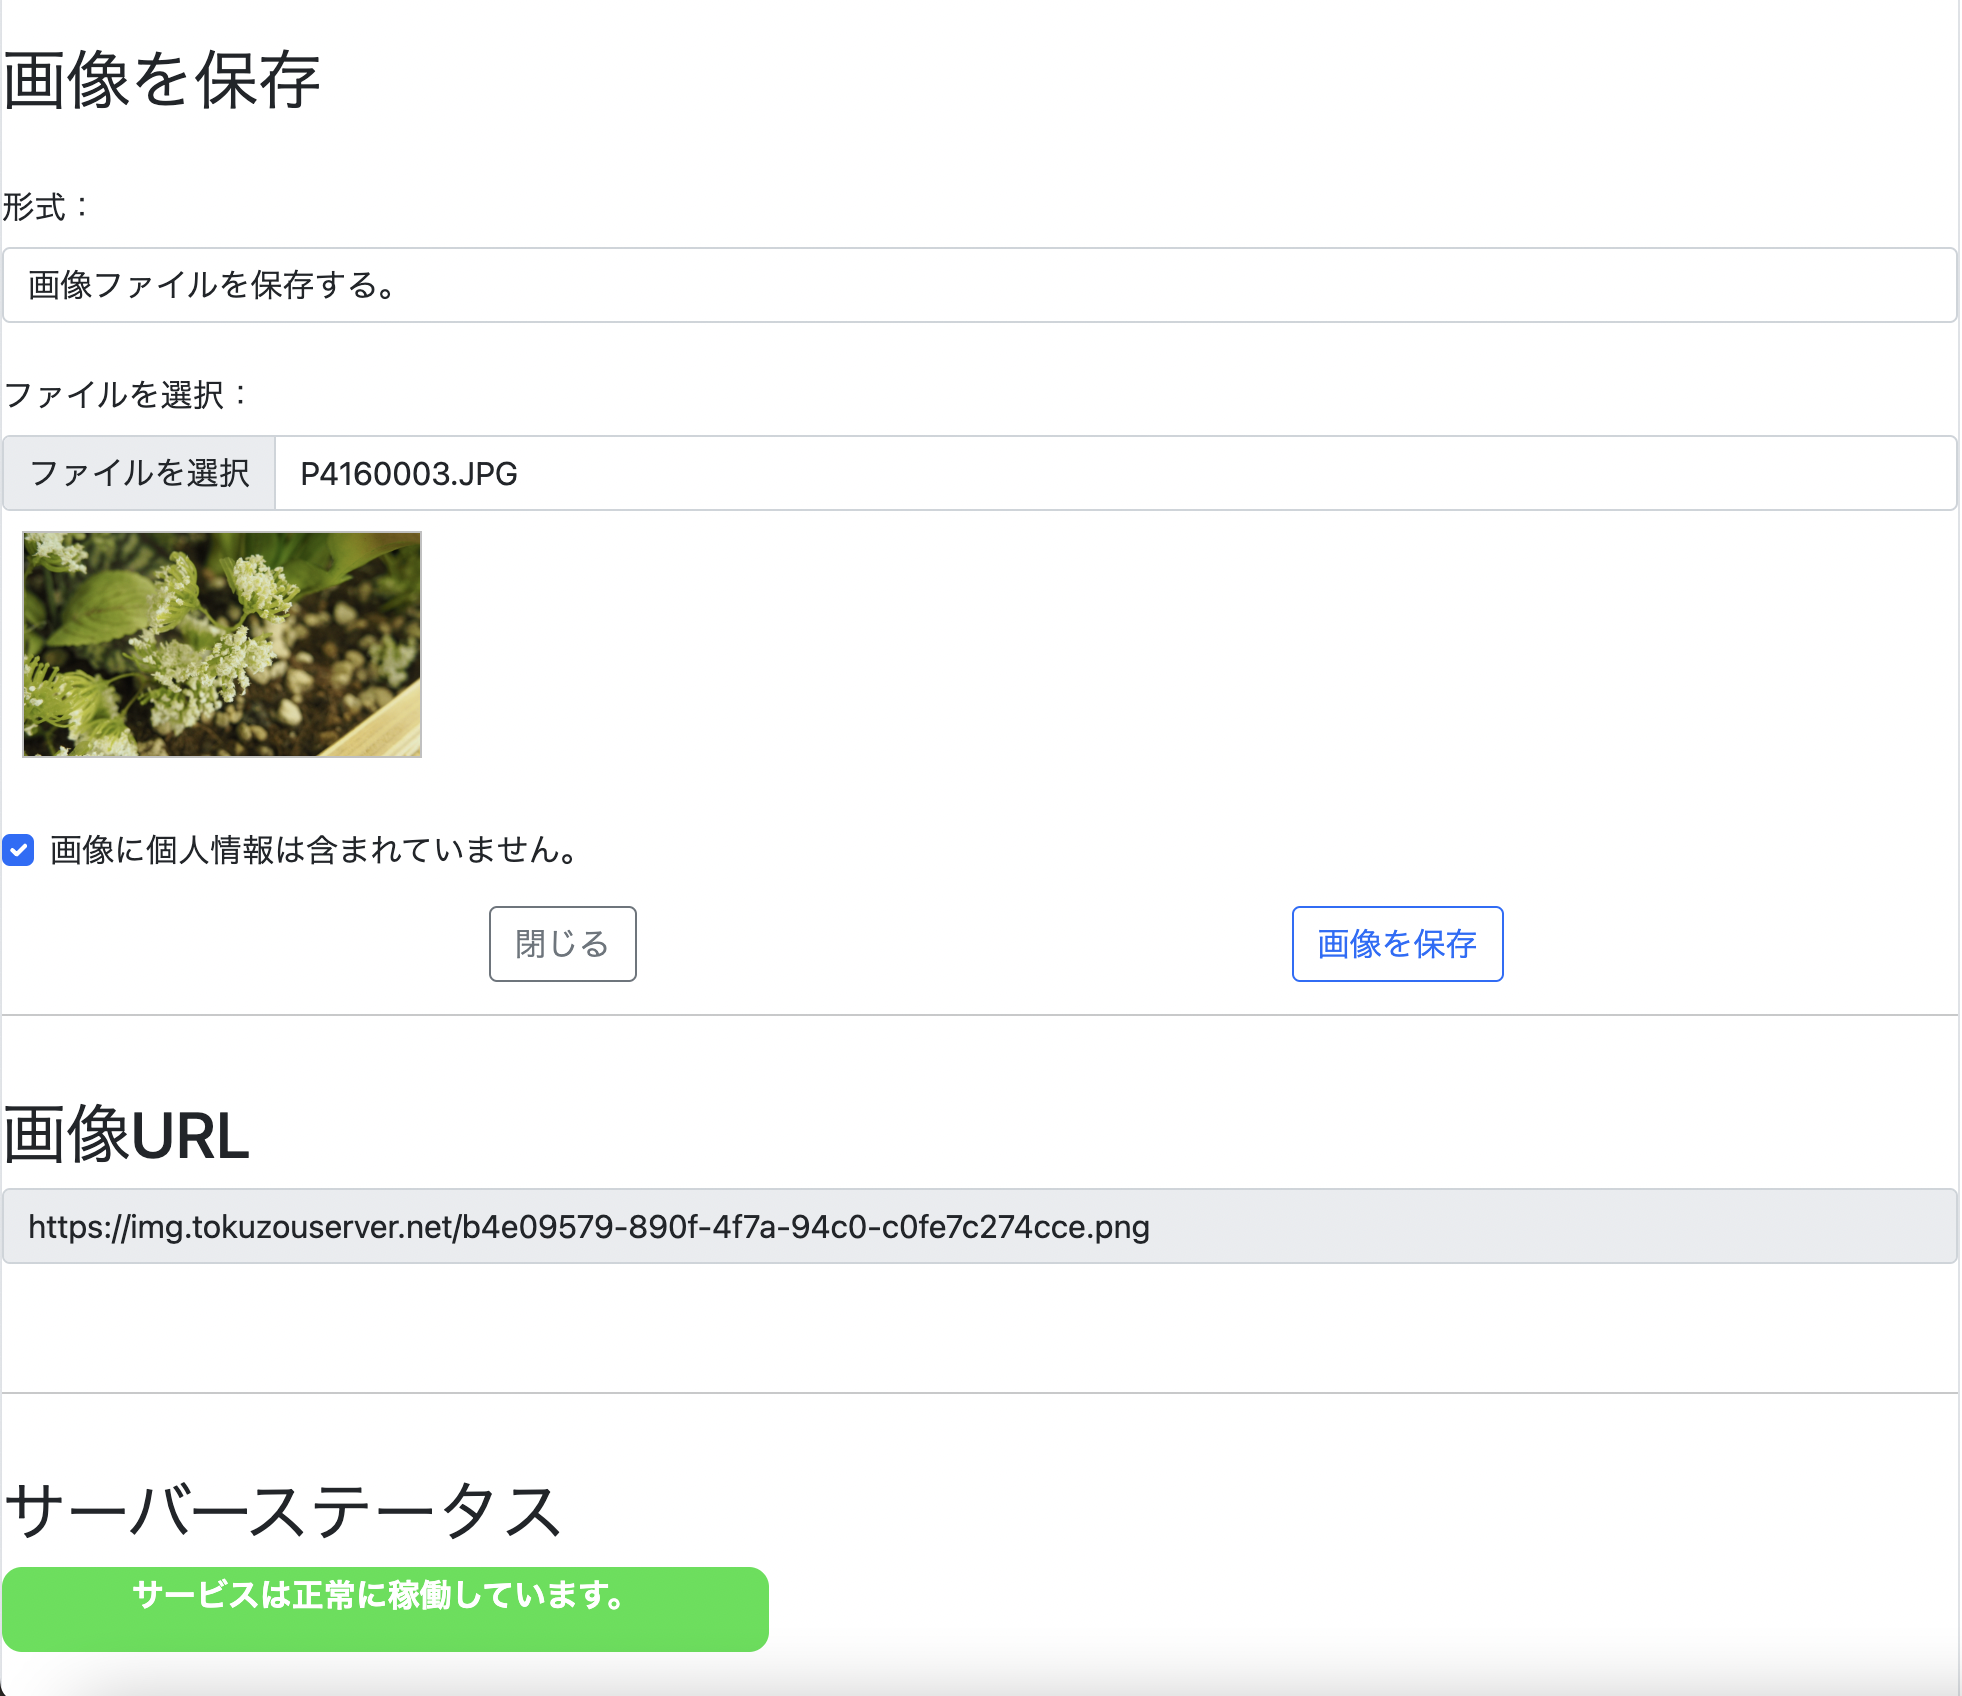 画像を保存
形式：
画像ファイルを保存する。
ファイルを選択：
ファイルを選択 P4160003.JPG
画像に個人情報は含まれていません。
閉じる 画像を保存
画像URL
https://img.tokuzouserver.net/b4e09579-890f-4f7a-94c0-c0fe7c274cce.png
サーバーステータス
サービスは正常に稼働しています。